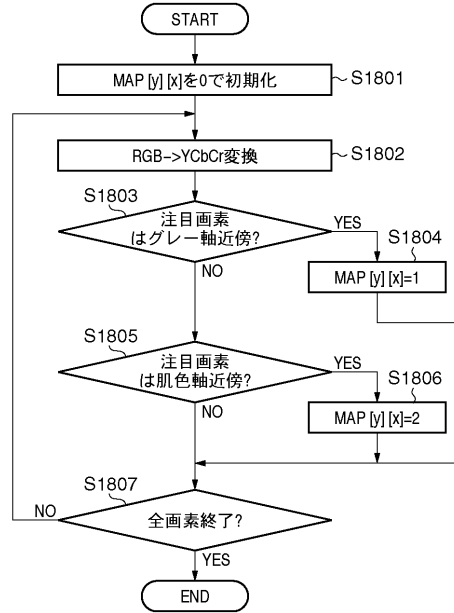 START
MAP [y] [x]を0で初期化
S1801
RGB->YCbCr変換
S1802
S1803
注目画素
はグレー軸近傍?
YES
S1804
MAP [y] [x]=1
NO
S1805
注目画素
は肌色軸近傍?
YES
S1806
MAP [y] [x]=2
NO
S1807
全画素終了?
NO
YES
END